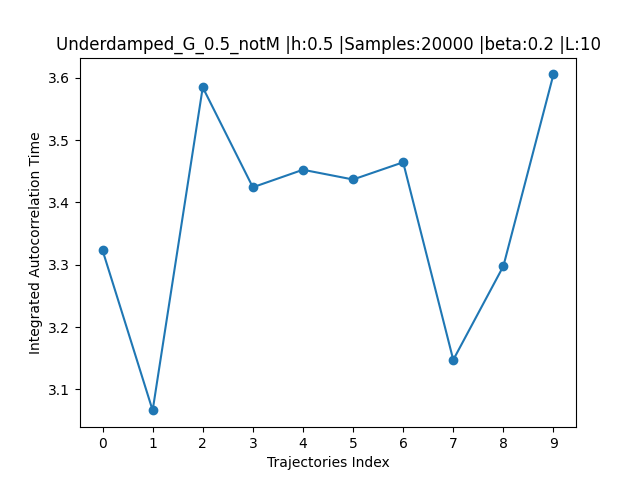 Underdamped_G_0.5_notM |h:0.5 |Samples:20000 |beta:0.2 |L:10
Integrated Autocorrelation Time
3.6
3.5
3.4
3.3
3.2
3.1
0 1 2 3 4 5 6 7 8 9
Trajectories Index